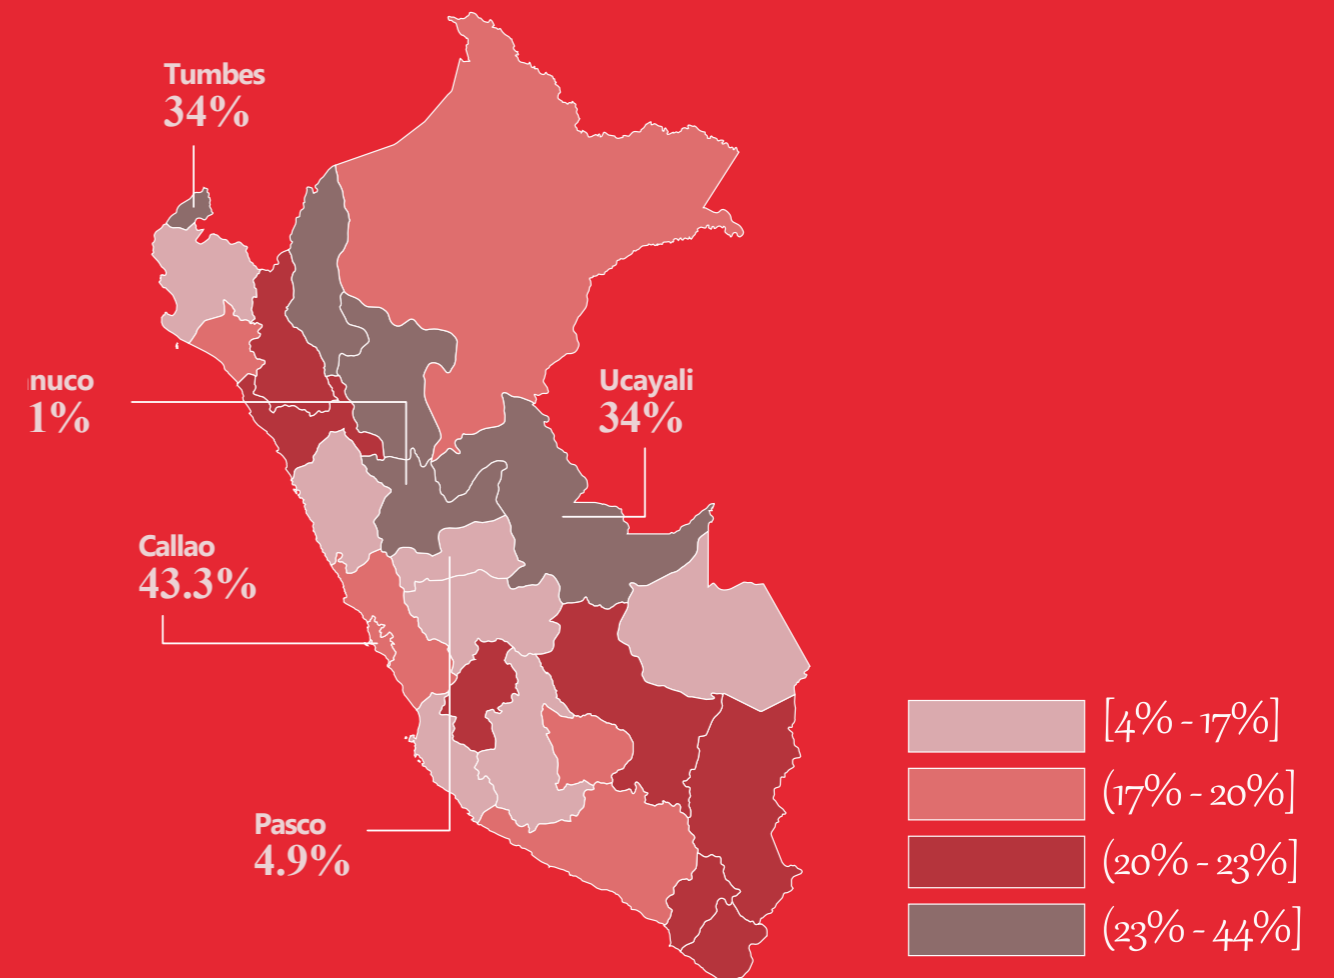 Tumbes
34%
nuco
1%
Ucayali
34%
Callao
43.3%
Pasco
4.9%
[4% - 17%]
(17% - 20%]
(20% - 23%]
(23% - 44%]